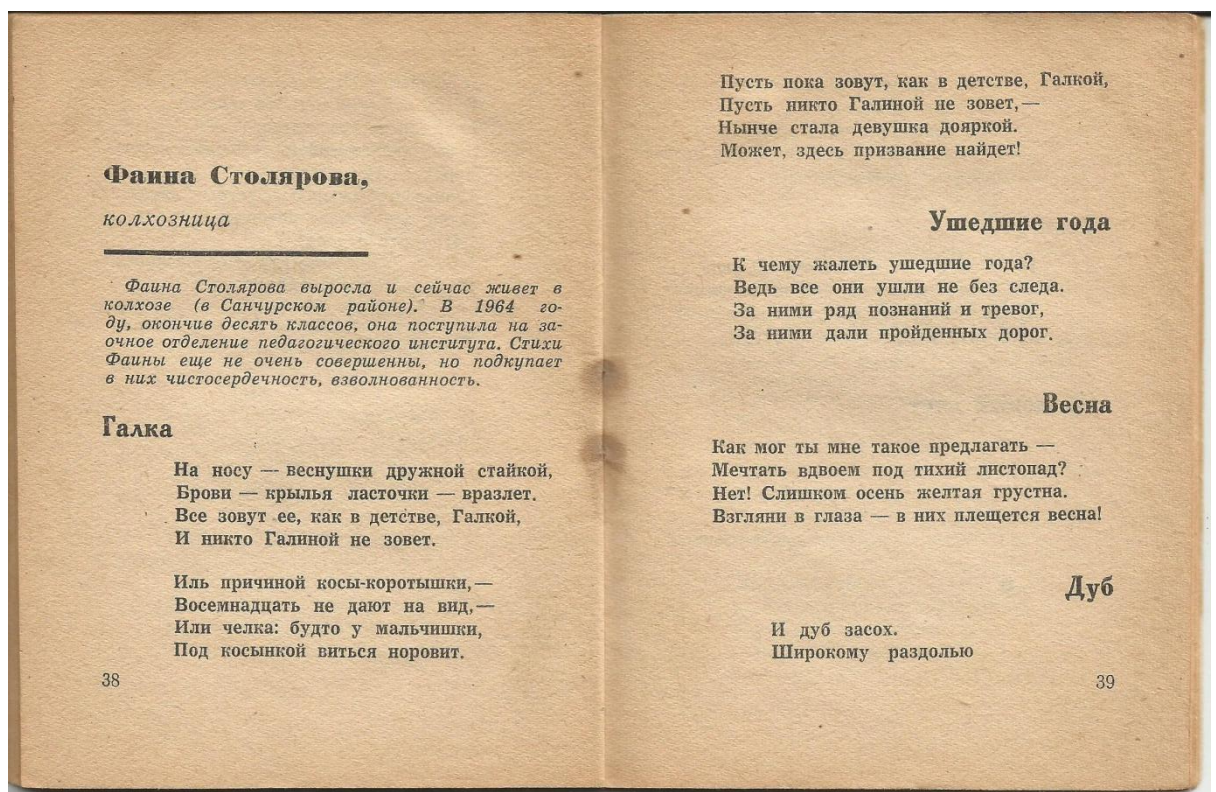 Фаина Столярова,
колхозница
Фаина Столярова выросла и сейчас живет в
колхозе (в Санчурском районе). В 1964 го-
ду, окончив десять классов, она поступила на за-
очное отделение педагогического института. Стихи
Фаины еще не очень совершенны, но подкупает
в них чистосердечность, взволнованность.
Галка
На носу — веснушки дружной стайкой,
Брови — крылья ласточки — вразлет.
Все зовут ее, как в детстве, Галкой,
И никто Галиной не зовет.
Иль причиной косы-коротышки,—
Восемнадцать не дают на вид,—
Или челка: будто у мальчишки,
Под косынкой виться норовит.
38
Пусть пока зовут, как в детстве, Галкой,
Пусть никто Галиной не зовет,—
Нынче стала девушка дояркой.
Может, здесь призвание найдет!
Ушедшие года
К чему жалеть ушедшие года?
Ведь все они ушли не без следа.
За ними ряд познаний и тревог,
За ними дали пройденных дорог.
Весна
Как мог ты мне такое предлагать —
Мечтать вдвоем под тихий листопад?
Нет! Слишком осень желтая грустна.
Взгляни в глаза — в них плещется весна!
Дуб
И дуб засох.
Широкому раздолью
39